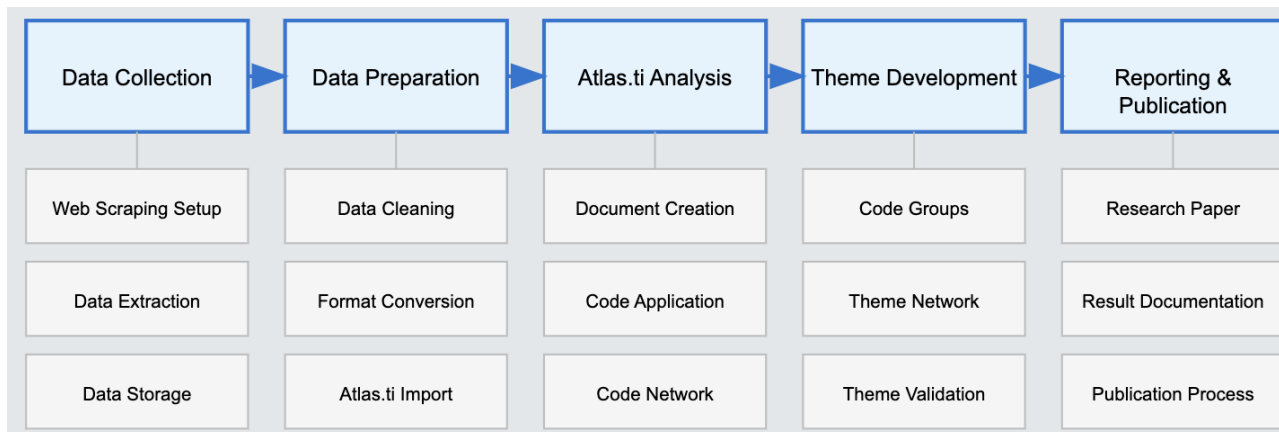 Data Collection
Data Preparation
Atlas.ti Analysis
Theme Development
Reporting &
Publication
Web Scraping Setup
Data Cleaning
Document Creation
Code Groups
Research Paper
Data Extraction
Format Conversion
Code Application
Theme Network
Result Documentation
Data Storage
Atlas.ti Import
Code Network
Theme Validation
Publication Process